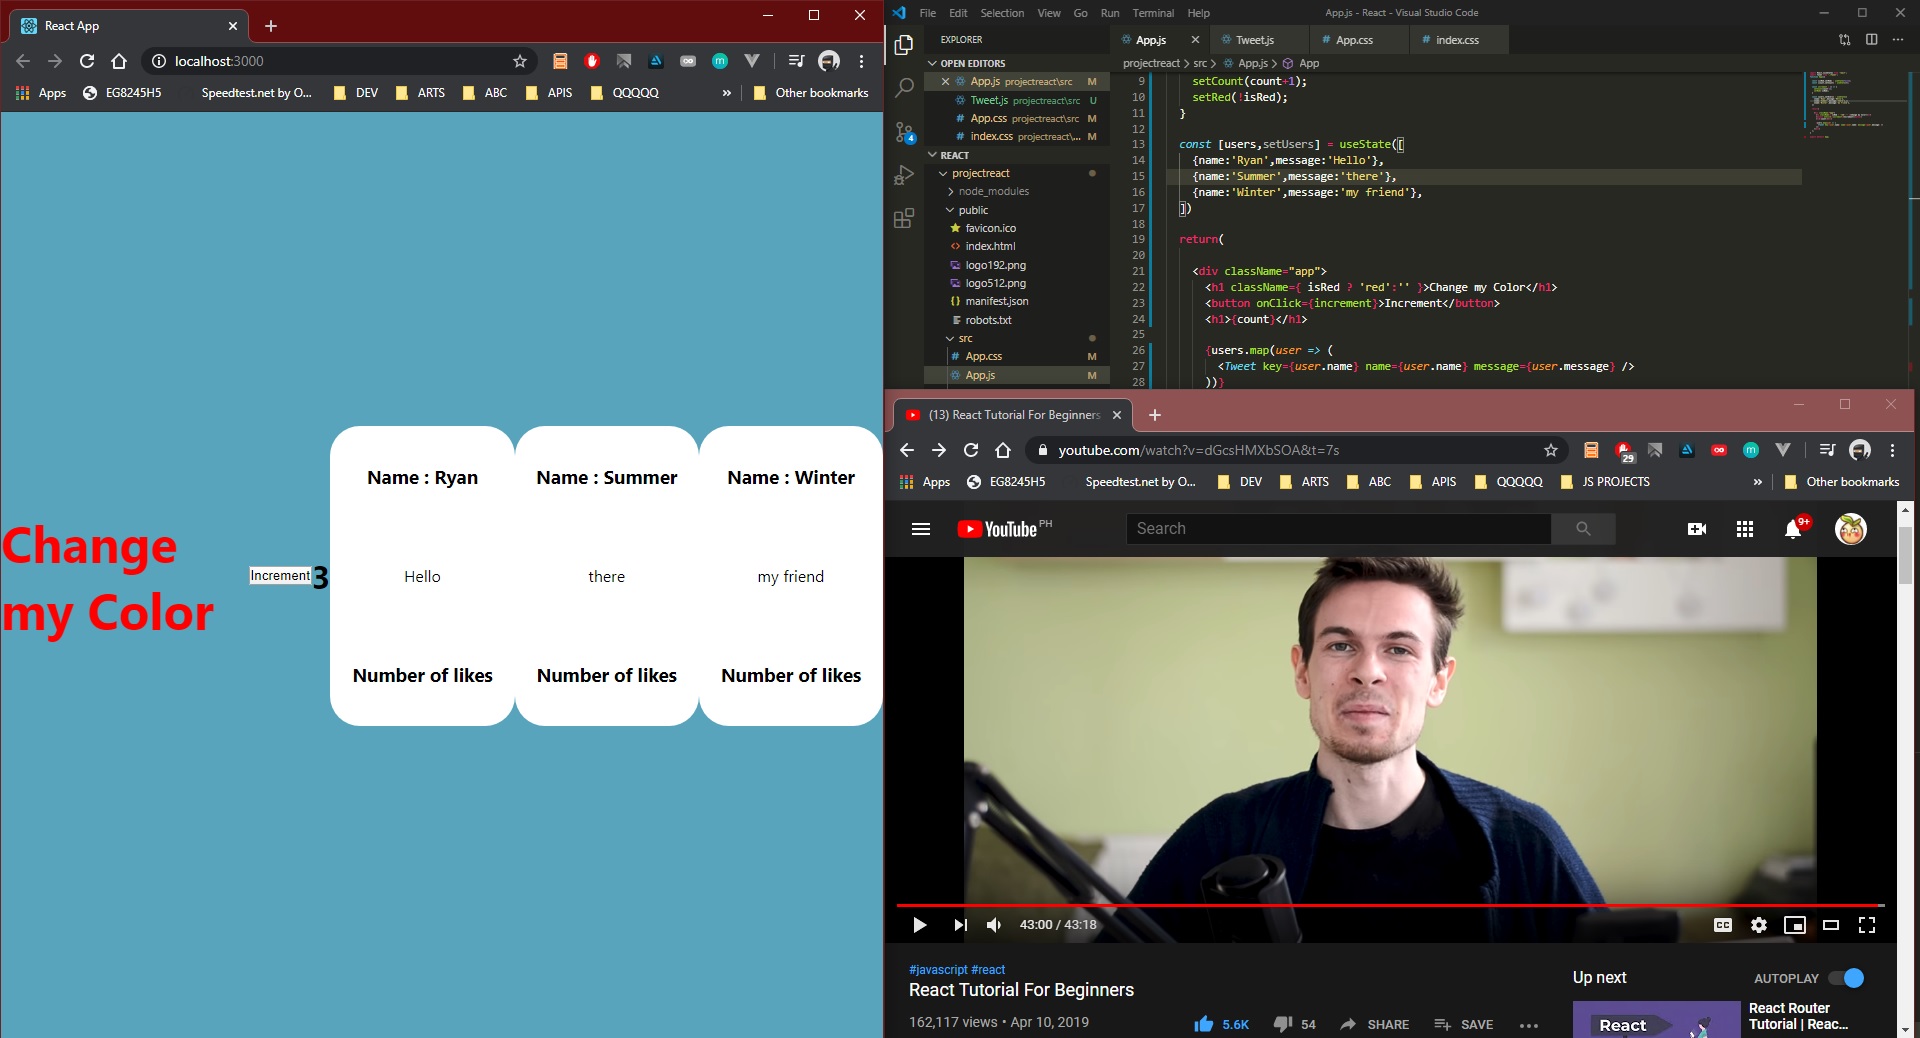 React App
localhost:3000
Apps EG8245H5 Speedtest.net by O... DEV ARTS ABC APIS QQQQQ » Other bookmarks
Change
my Color
Increment 3
Name : Ryan
Hello
Number of likes
Name : Summer
there
Number of likes
Name : Winter
my friend
Number of likes
File Edit Selection View Go Run Terminal Help App.js - React - Visual Studio Code
EXPLORER
OPEN EDITORS
App.js projectreact\src M
Tweet.js projectreact\src U
App.css projectreact\src M
index.css projectreact\... M
4
REACT
projectreact
node_modules
public
favicon.ico
index.html
logo192.png
logo512.png
manifest.json
robots.txt
src
App.css M
App.js M
App.js Tweet.js App.css index.css
projectreact > src > App.js > App
9 setCount(count+1);
10 setRed(!isRed);
11 }
12
13 const [users,setUsers] = useState([
14 {name:'Ryan',message:'Hello'},
15 {name:'Summer',message:'there'},
16 {name:'Winter',message:'my friend'},
17 ])
18
19 return(
20
21 <div className="app">
22 <h1 className={ isRed ? 'red':'' }>Change my Color</h1>
23 <button onClick={increment}>Increment</button>
24 <h1>{count}</h1>
25
26 {users.map(user => (
27 <Tweet key={user.name} name={user.name} message={user.message} />
28 ))}
(13) React Tutorial For Beginners
youtube.com/watch?v=dGcsHMXbSOA&t=7s
29
Apps EG8245H5 Speedtest.net by O... DEV ARTS ABC APIS QQQQQ JS PROJECTS » Other bookmarks
YouTube PH
Search
9+
43:00 / 43:18
CC
#javascript #react
React Tutorial For Beginners
162,117 views • Apr 10, 2019
5.6K 54 SHARE SAVE
Up next AUTOPLAY
React
React Router
Tutorial | Reac...